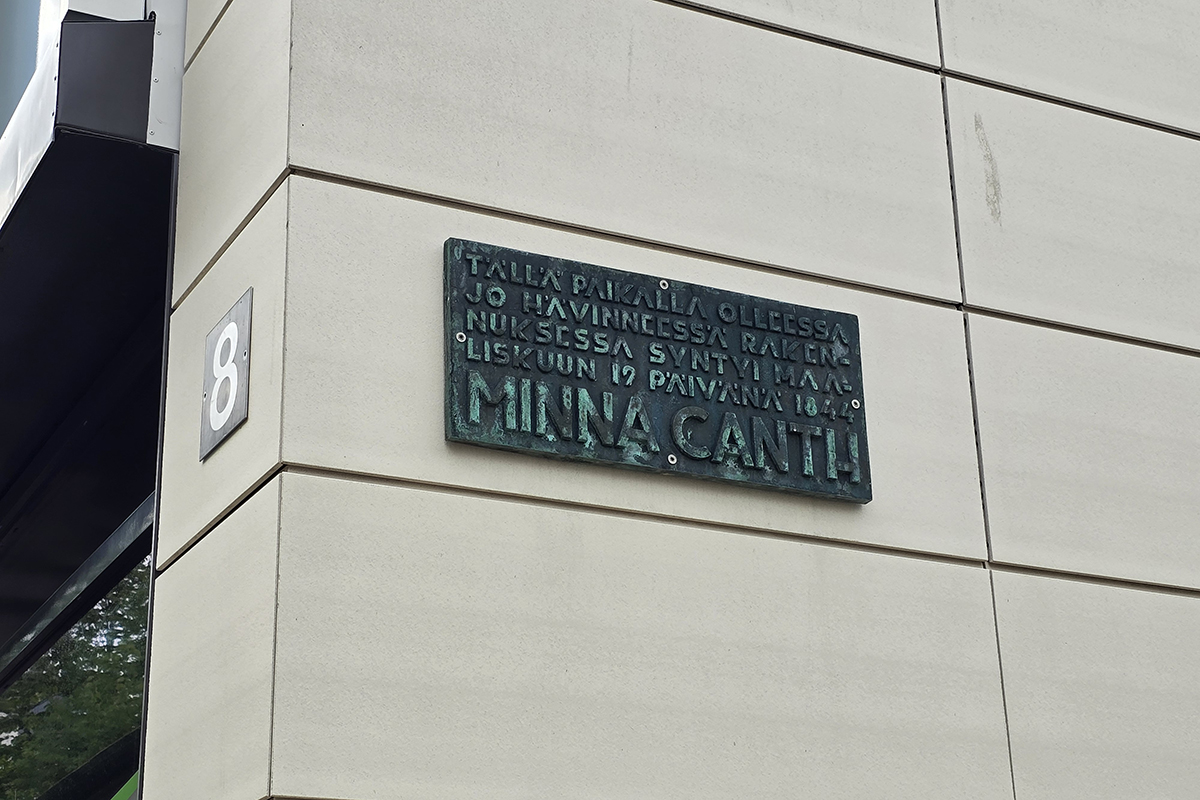 8
TÄLLÄ PAIKALLA OLLEESSA
JO HÄVINNEESSÄ RAKEN-
NUKSESSA SYNTYI MAA-
LISKUUN 19 PÄIVÄNÄ 1844
MINNA CANTH